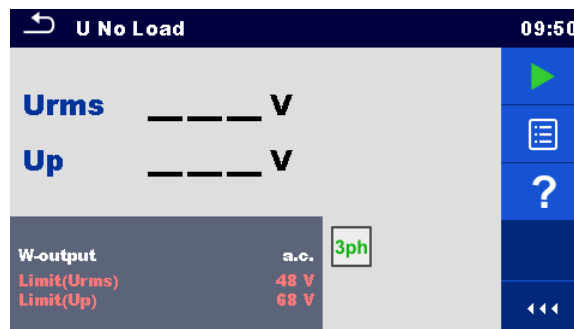 U No Load 09:50
Urms ___ V
Up ___ V
?
W-output a.c.
3ph
Limit(Urms) 48 V
Limit(Up) 68 V